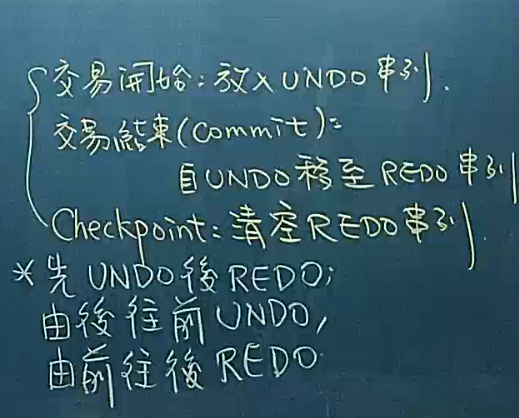 交易開始：放入UNDO串列.
交易結束(commit)：
自UNDO移至REDO串列
Checkpoint：清空REDO串列.
*先UNDO後REDO；
由後往前UNDO，
由前往後REDO.